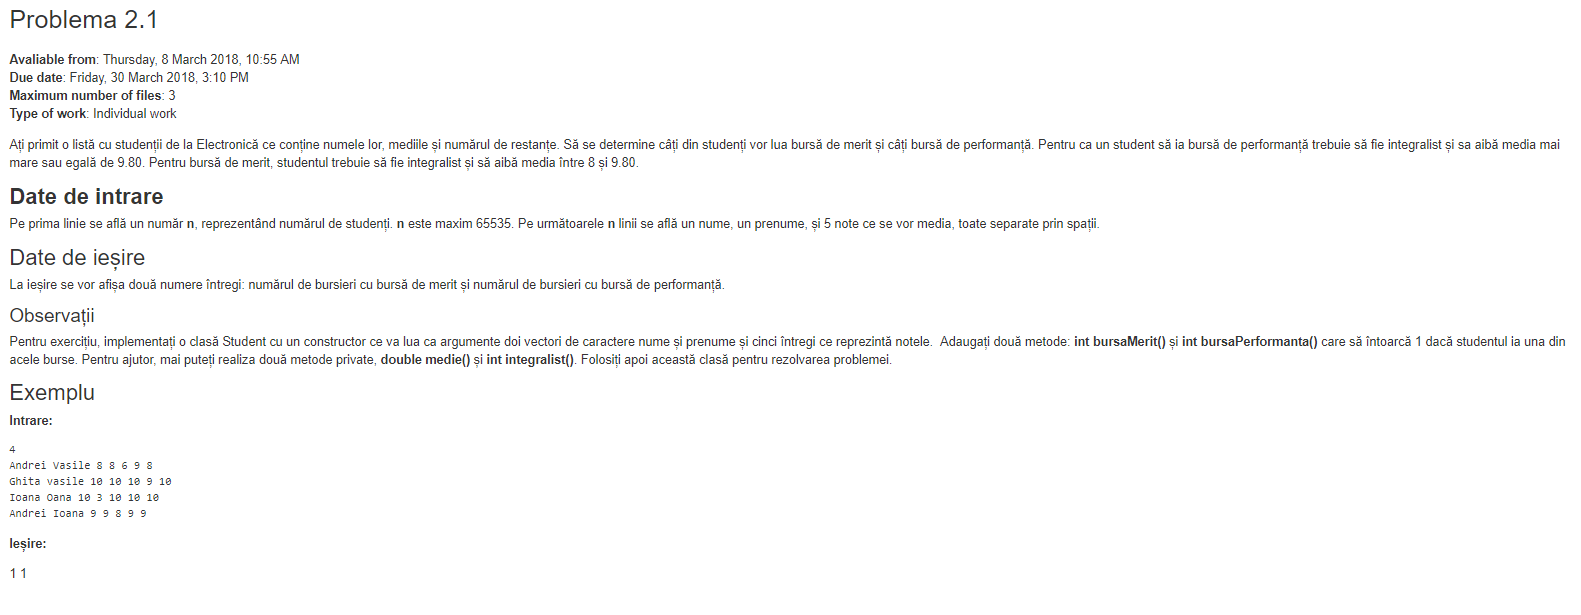 Problema 2.1
Avaliable from: Thursday, 8 March 2018, 10:55 AM
Due date: Friday, 30 March 2018, 3:10 PM
Maximum number of files: 3
Type of work: Individual work
Ați primit o listă cu studenții de la Electronică ce conține numele lor, mediile și numărul de restanțe. Să se determine câți din studenți vor lua bursă de merit și câți bursă de performanță. Pentru ca un student să ia bursă de performanță trebuie să fie integralist și sa aibă media mai
mare sau egală de 9.80. Pentru bursă de merit, studentul trebuie să fie integralist și să aibă media între 8 și 9.80.
Date de intrare
Pe prima linie se află un număr n, reprezentând numărul de studenți. n este maxim 65535. Pe următoarele n linii se află un nume, un prenume, și 5 note ce se vor media, toate separate prin spații.
Date de ieșire
La ieșire se vor afișa două numere întregi: numărul de bursieri cu bursă de merit și numărul de bursieri cu bursă de performanță.
Observații
Pentru exercițiu, implementați o clasă Student cu un constructor ce va lua ca argumente doi vectori de caractere nume și prenume și cinci întregi ce reprezintă notele.  Adaugați două metode: int bursaMerit() și int bursaPerformanta() care să întoarcă 1 dacă studentul ia una din
acele burse. Pentru ajutor, mai puteți realiza două metode private, double medie() și int integralist(). Folosiți apoi această clasă pentru rezolvarea problemei.
Exemplu
Intrare:
4
Andrei Vasile 8 8 6 9 8
Ghita vasile 10 10 10 9 10
Ioana Oana 10 3 10 10 10
Andrei Ioana 9 9 8 9 9
Ieșire:
1 1